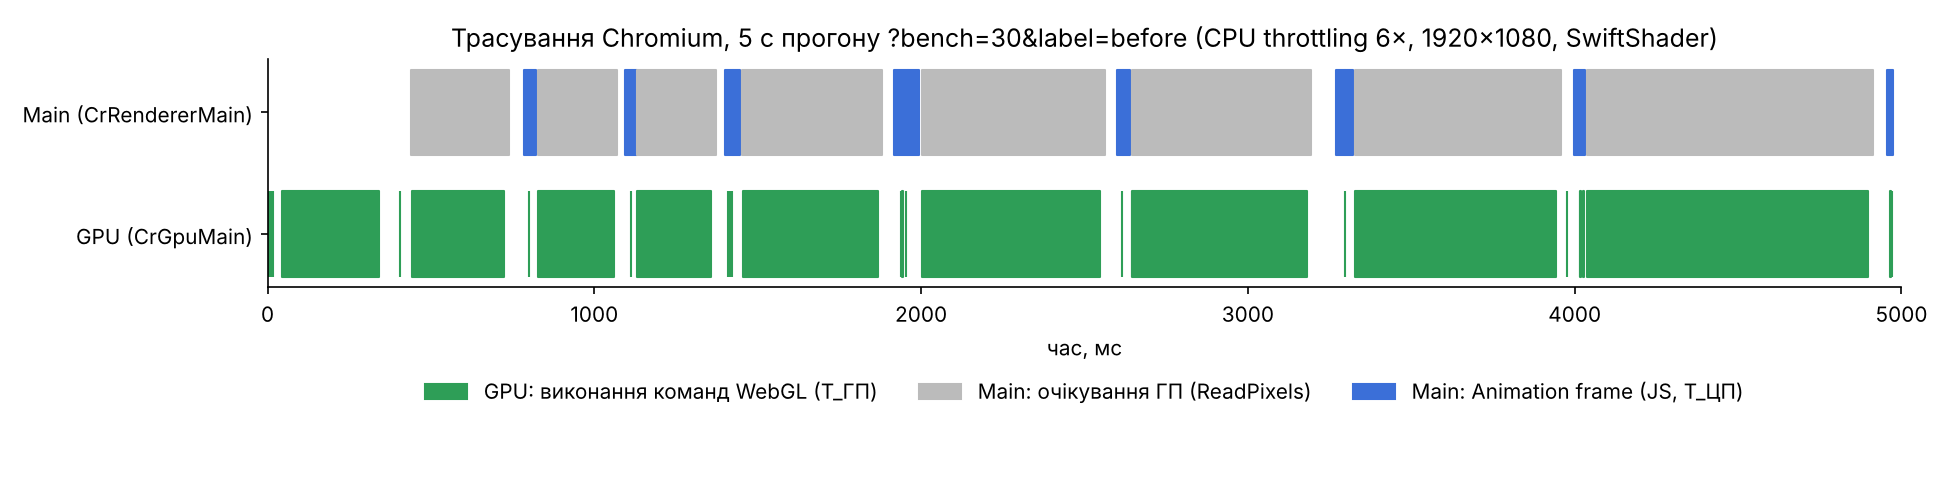 Трасування Chromium, 5 с прогону ?bench=30&label=before (CPU throttling 6×, 1920×1080, SwiftShader)
Main (CrRendererMain)
GPU (CrGpuMain)
0 1000 2000 3000 4000 5000
час, мс
GPU: виконання команд WebGL (T_ГП) Main: очікування ГП (ReadPixels) Main: Animation frame (JS, T_ЦП)